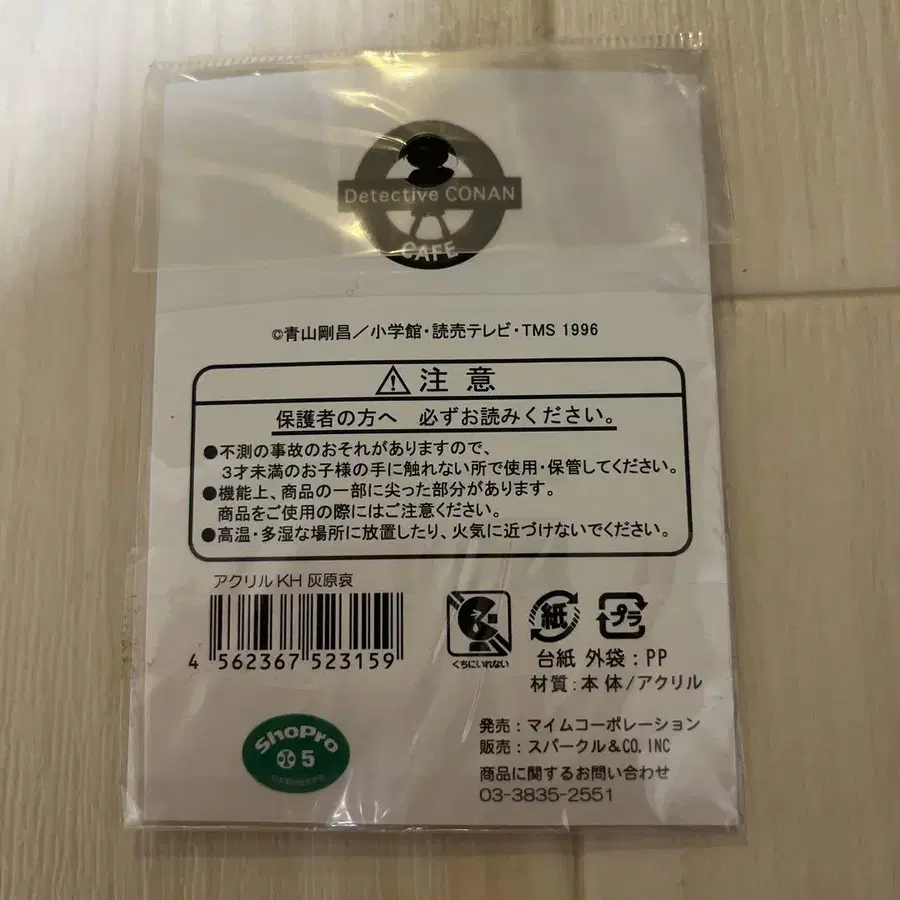 Detective CONAN
CAFE
©青山剛昌／小学館・読売テレビ・TMS 1996
注 意
保護者の方へ 必ずお読みください。
●不測の事故のおそれがありますので、
3才未満のお子様の手に触れない所で使用・保管してください。
●機能上、商品の一部に尖った部分があります。
商品をご使用の際にはご注意ください。
●高温・多湿な場所に放置したり、火気に近づけないでください。
アクリルKH 灰原哀
4 562367 523159
くちにいれない
紙
プラ
台紙 外袋：PP
材質：本体/アクリル
ShoPro
5
発売：マイムコーポレーション
販売：スパークル&CO.INC
商品に関するお問い合わせ
03-3835-2551